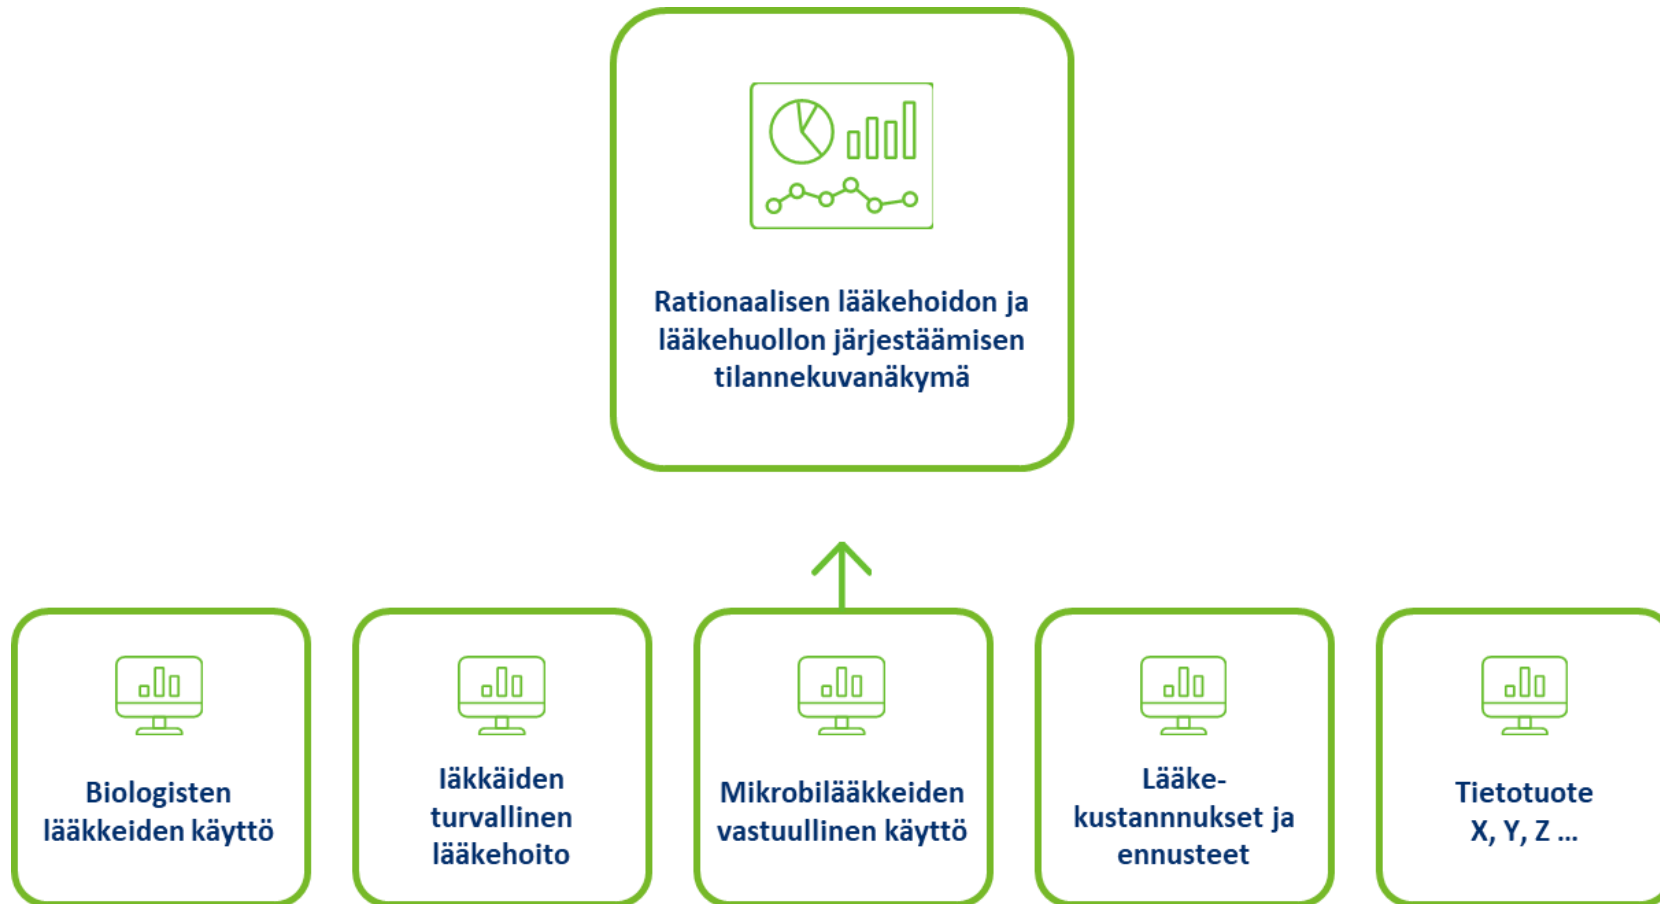 Rationaalisen lääkehoidon ja
lääkehuollon järjestäämisen
tilannekuvanäkymä
Biologisten
lääkkeiden käyttö
Iäkkäiden
turvallinen
lääkehoito
Mikrobilääkkeiden
vastuullinen käyttö
Lääke-
kustannnukset ja
ennusteet
Tietotuote
X, Y, Z ...